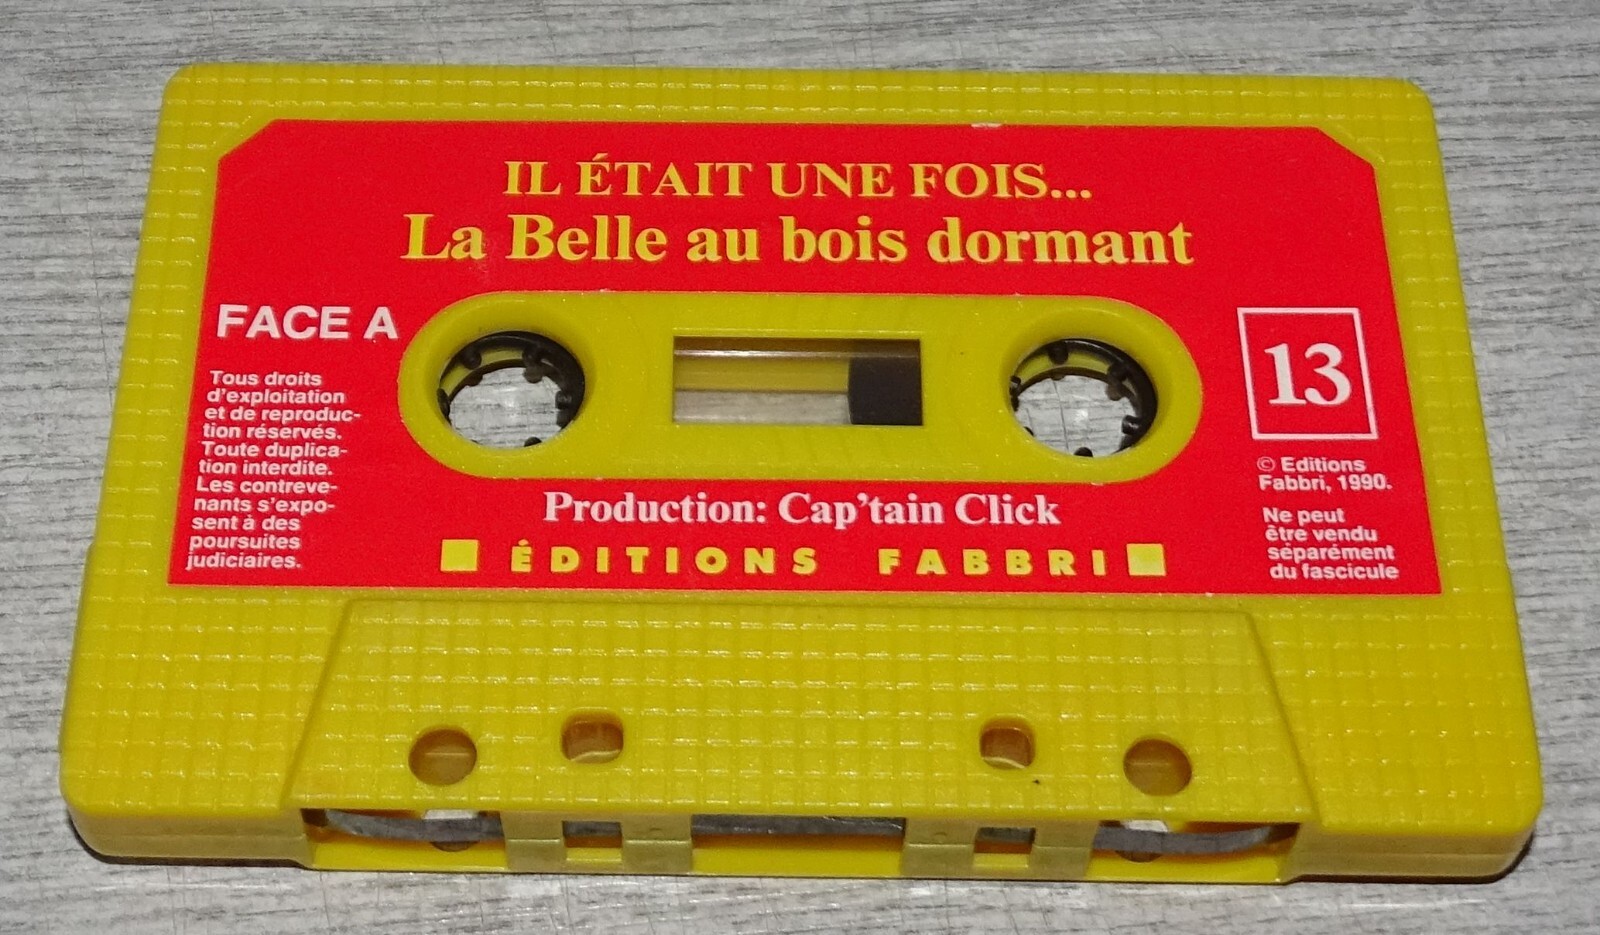 IL ÉTAIT UNE FOIS...
La Belle au bois dormant
FACE A
Tous droits
d'exploitation
et de reproduc-
tion réservés.
Toute duplica-
tion interdite.
Les contreve-
nants s'expo-
sent à des
poursuites
judiciaires.
13
© Editions
Fabbri, 1990.
Ne peut
être vendu
séparément
du fascicule
Production: Cap'tain Click
ÉDITIONS FABBRI